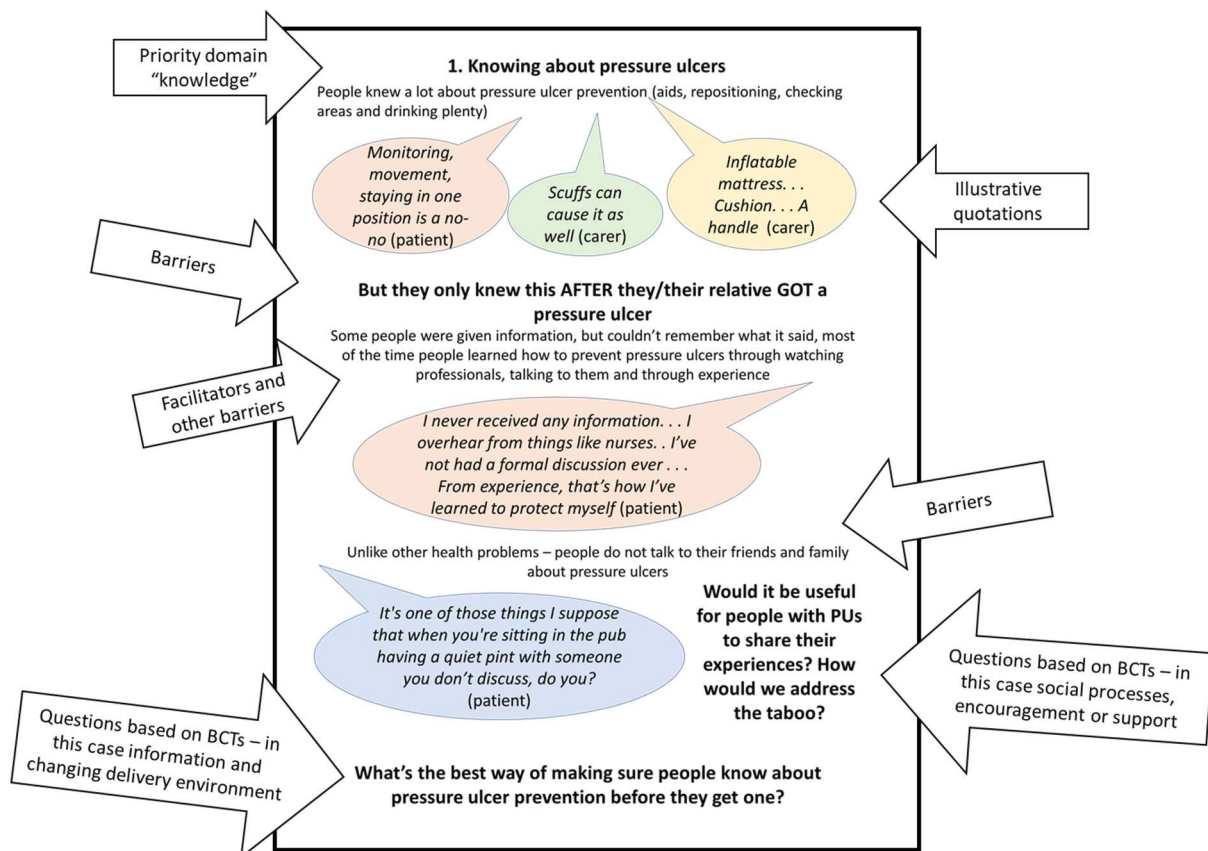 Priority domain
“knowledge”
1. Knowing about pressure ulcers
People knew a lot about pressure ulcer prevention (aids, repositioning, checking
areas and drinking plenty)
Monitoring,
movement,
staying in one
position is a no-
no (patient)
Scuffs can
cause it as
well (carer)
Inflatable
mattress. . .
Cushion. . . A
handle (carer)
Illustrative
quotations
Barriers
But they only knew this AFTER they/their relative GOT a
pressure ulcer
Some people were given information, but couldn’t remember what it said, most
of the time people learned how to prevent pressure ulcers through watching
professionals, talking to them and through experience
Facilitators and
other barriers
I never received any information. . . I
overhear from things like nurses. . I’ve
not had a formal discussion ever . . .
From experience, that’s how I’ve
learned to protect myself (patient)
Barriers
Unlike other health problems – people do not talk to their friends and family
about pressure ulcers
It's one of those things I suppose
that when you're sitting in the pub
having a quiet pint with someone
you don’t discuss, do you?
(patient)
Would it be useful
for people with PUs
to share their
experiences? How
would we address
the taboo?
Questions based on BCTs – in
this case social processes,
encouragement or support
Questions based on BCTs – in
this case information and
changing delivery environment
What’s the best way of making sure people know about
pressure ulcer prevention before they get one?